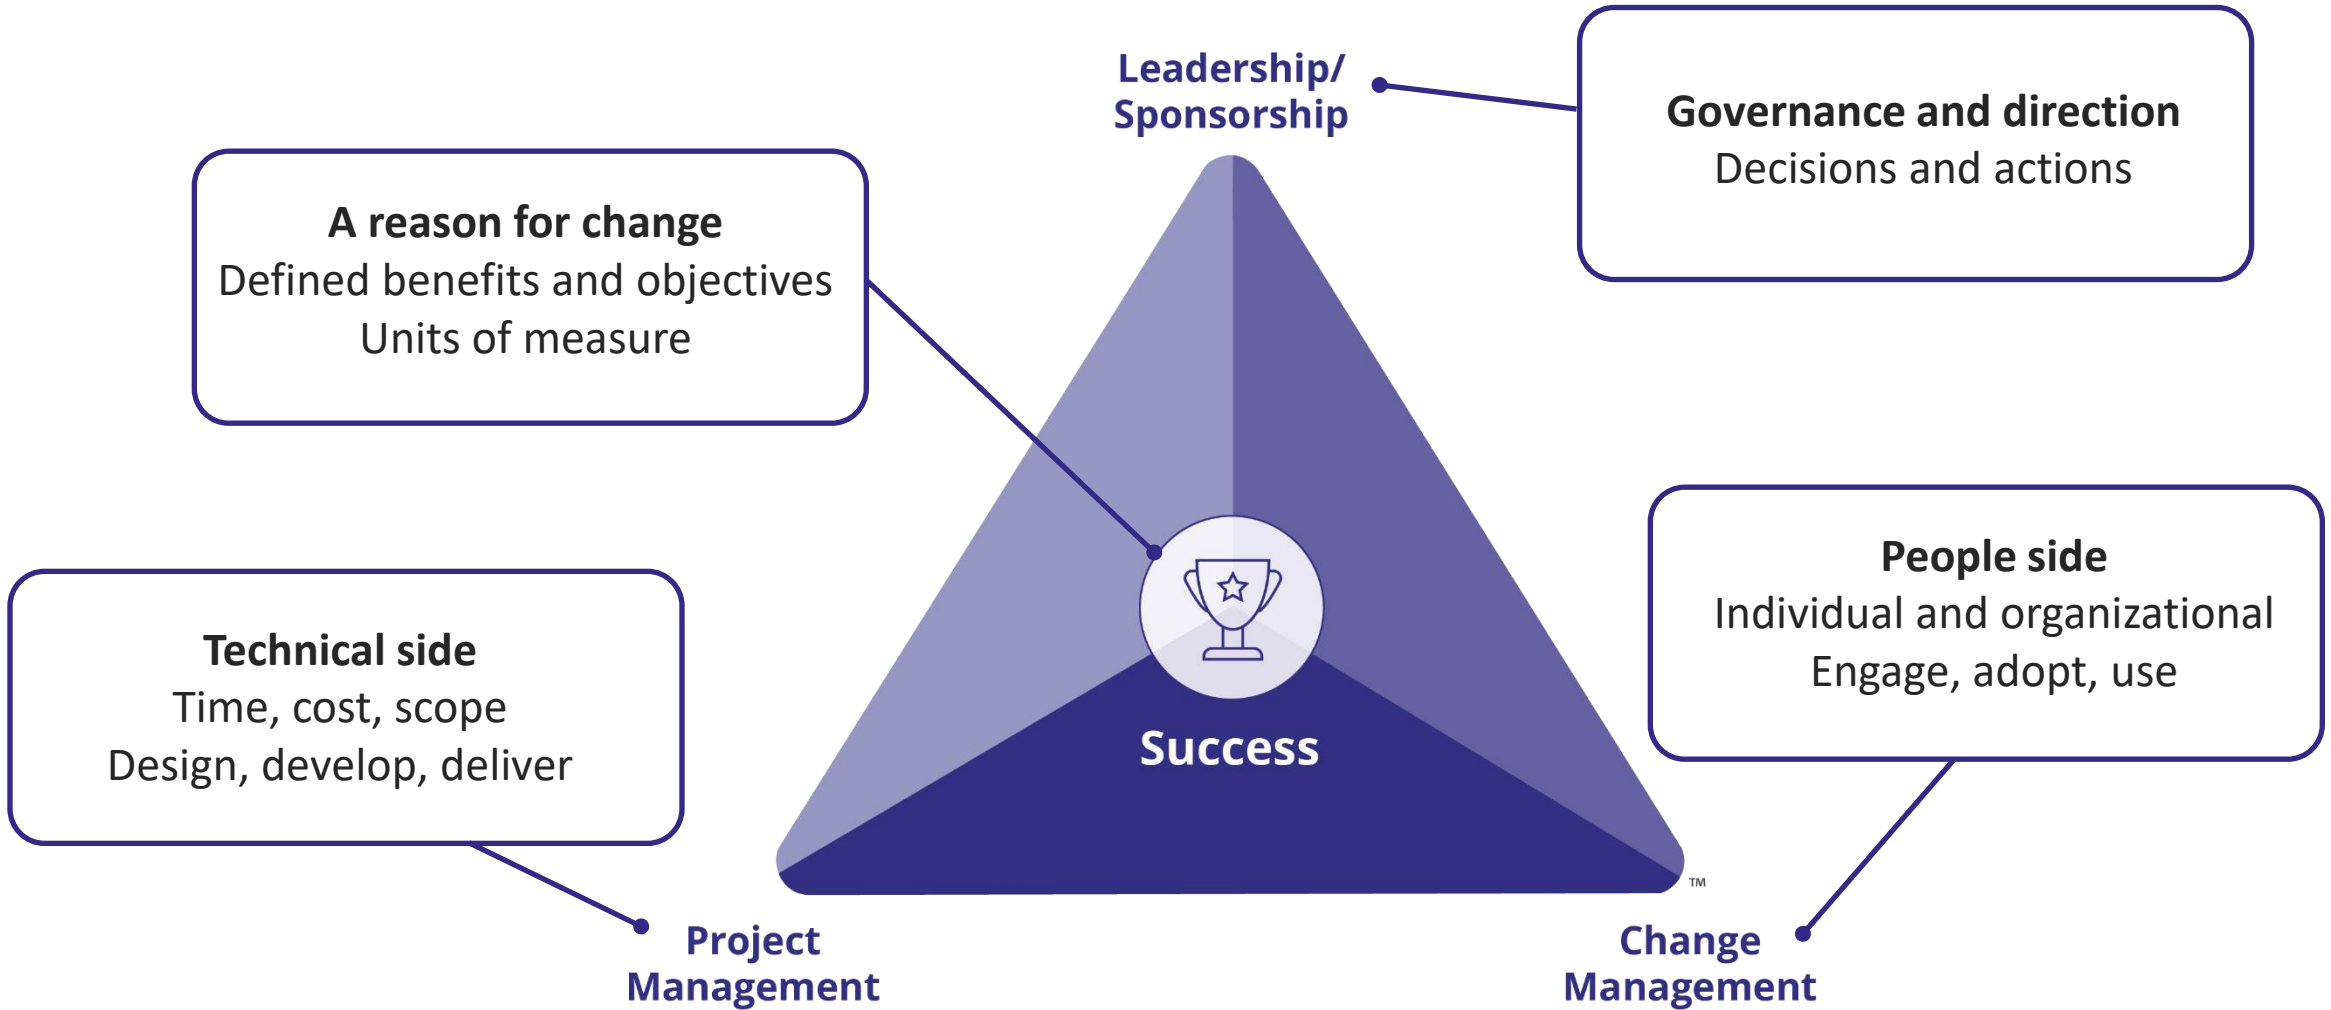 Leadership/
Sponsorship
Governance and direction
Decisions and actions
A reason for change
Defined benefits and objectives
Units of measure
People side
Individual and organizational
Engage, adopt, use
Technical side
Time, cost, scope
Design, develop, deliver
Success
TM
Project
Management
Change
Management